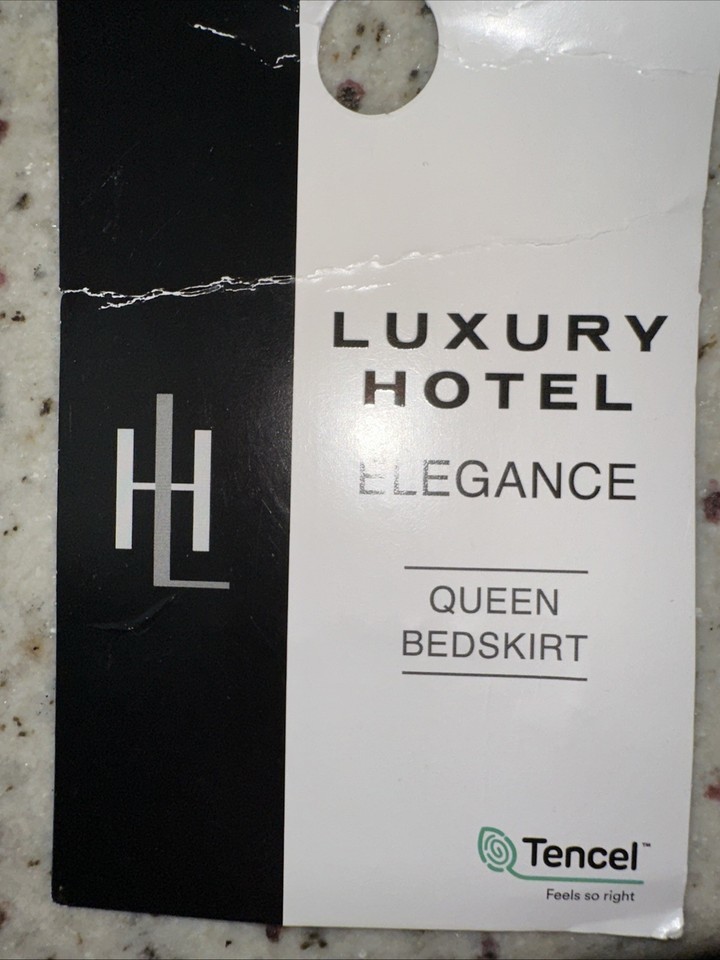 LUXURY
HOTEL
ELEGANCE
QUEEN
BEDSKIRT
HL
Tencel™
Feels so right